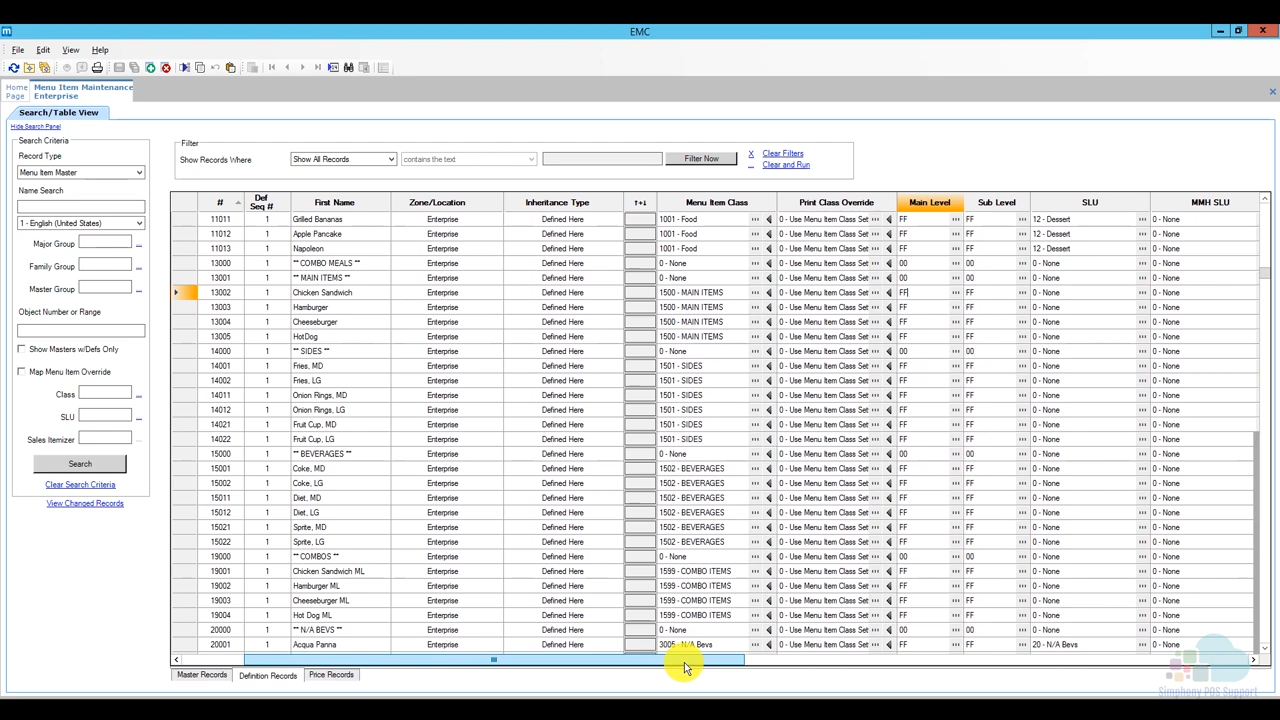 EMC
File Edit View Help
Home Page
Menu Item Maintenance Enterprise
Search/Table View
Hide Search Panel
Search Criteria
Record Type
Menu Item Master
Name Search
1 - English (United States)
Major Group ...
Family Group ...
Master Group ...
Object Number or Range
Show Masters w/Defs Only
Map Menu Item Override
Class ...
SLU ...
Sales Itemizer ...
Search
Clear Search Criteria
View Changed Records
Filter
Show Records Where Show All Records contains the text Filter Now X Clear Filters
... Clear and Run
# Def Seq # First Name Zone/Location Inheritance Type ↑+↓ Menu Item Class Print Class Override Main Level Sub Level SLU MMH SLU
11011 1 Grilled Bananas Enterprise Defined Here 1001 - Food 0 - Use Menu Item Class Set FF FF 12 - Dessert 0 - None
11012 1 Apple Pancake Enterprise Defined Here 1001 - Food 0 - Use Menu Item Class Set FF FF 12 - Dessert 0 - None
11013 1 Napoleon Enterprise Defined Here 1001 - Food 0 - Use Menu Item Class Set FF FF 12 - Dessert 0 - None
13000 1 ** COMBO MEALS ** Enterprise Defined Here 0 - None 0 - Use Menu Item Class Set 00 00 0 - None 0 - None
13001 1 ** MAIN ITEMS ** Enterprise Defined Here 0 - None 0 - Use Menu Item Class Set 00 00 0 - None 0 - None
13002 1 Chicken Sandwich Enterprise Defined Here 1500 - MAIN ITEMS 0 - Use Menu Item Class Set FF FF 0 - None 0 - None
13003 1 Hamburger Enterprise Defined Here 1500 - MAIN ITEMS 0 - Use Menu Item Class Set FF FF 0 - None 0 - None
13004 1 Cheeseburger Enterprise Defined Here 1500 - MAIN ITEMS 0 - Use Menu Item Class Set FF FF 0 - None 0 - None
13005 1 HotDog Enterprise Defined Here 1500 - MAIN ITEMS 0 - Use Menu Item Class Set FF FF 0 - None 0 - None
14000 1 ** SIDES ** Enterprise Defined Here 0 - None 0 - Use Menu Item Class Set 00 00 0 - None 0 - None
14001 1 Fries, MD Enterprise Defined Here 1501 - SIDES 0 - Use Menu Item Class Set FF FF 0 - None 0 - None
14002 1 Fries, LG Enterprise Defined Here 1501 - SIDES 0 - Use Menu Item Class Set FF FF 0 - None 0 - None
14011 1 Onion Rings, MD Enterprise Defined Here 1501 - SIDES 0 - Use Menu Item Class Set FF FF 0 - None 0 - None
14012 1 Onion Rings, LG Enterprise Defined Here 1501 - SIDES 0 - Use Menu Item Class Set FF FF 0 - None 0 - None
14021 1 Fruit Cup, MD Enterprise Defined Here 1501 - SIDES 0 - Use Menu Item Class Set FF FF 0 - None 0 - None
14022 1 Fruit Cup, LG Enterprise Defined Here 1501 - SIDES 0 - Use Menu Item Class Set FF FF 0 - None 0 - None
15000 1 ** BEVERAGES ** Enterprise Defined Here 0 - None 0 - Use Menu Item Class Set 00 00 0 - None 0 - None
15001 1 Coke, MD Enterprise Defined Here 1502 - BEVERAGES 0 - Use Menu Item Class Set FF FF 0 - None 0 - None
15002 1 Coke, LG Enterprise Defined Here 1502 - BEVERAGES 0 - Use Menu Item Class Set FF FF 0 - None 0 - None
15011 1 Diet, MD Enterprise Defined Here 1502 - BEVERAGES 0 - Use Menu Item Class Set FF FF 0 - None 0 - None
15012 1 Diet, LG Enterprise Defined Here 1502 - BEVERAGES 0 - Use Menu Item Class Set FF FF 0 - None 0 - None
15021 1 Sprite, MD Enterprise Defined Here 1502 - BEVERAGES 0 - Use Menu Item Class Set FF FF 0 - None 0 - None
15022 1 Sprite, LG Enterprise Defined Here 1502 - BEVERAGES 0 - Use Menu Item Class Set FF FF 0 - None 0 - None
19000 1 ** COMBOS ** Enterprise Defined Here 0 - None 0 - Use Menu Item Class Set 00 00 0 - None 0 - None
19001 1 Chicken Sandwich ML Enterprise Defined Here 1599 - COMBO ITEMS 0 - Use Menu Item Class Set FF FF 0 - None 0 - None
19002 1 Hamburger ML Enterprise Defined Here 1599 - COMBO ITEMS 0 - Use Menu Item Class Set FF FF 0 - None 0 - None
19003 1 Cheeseburger ML Enterprise Defined Here 1599 - COMBO ITEMS 0 - Use Menu Item Class Set FF FF 0 - None 0 - None
19004 1 Hot Dog ML Enterprise Defined Here 1599 - COMBO ITEMS 0 - Use Menu Item Class Set FF FF 0 - None 0 - None
20000 1 ** N/A BEVS ** Enterprise Defined Here 0 - None 0 - Use Menu Item Class Set 00 00 0 - None 0 - None
20001 1 Acqua Panna Enterprise Defined Here 3005 - N/A Bevs 0 - Use Menu Item Class Set FF FF 20 - N/A Bevs 0 - None
Master Records Definition Records Price Records
Simphony POS Support